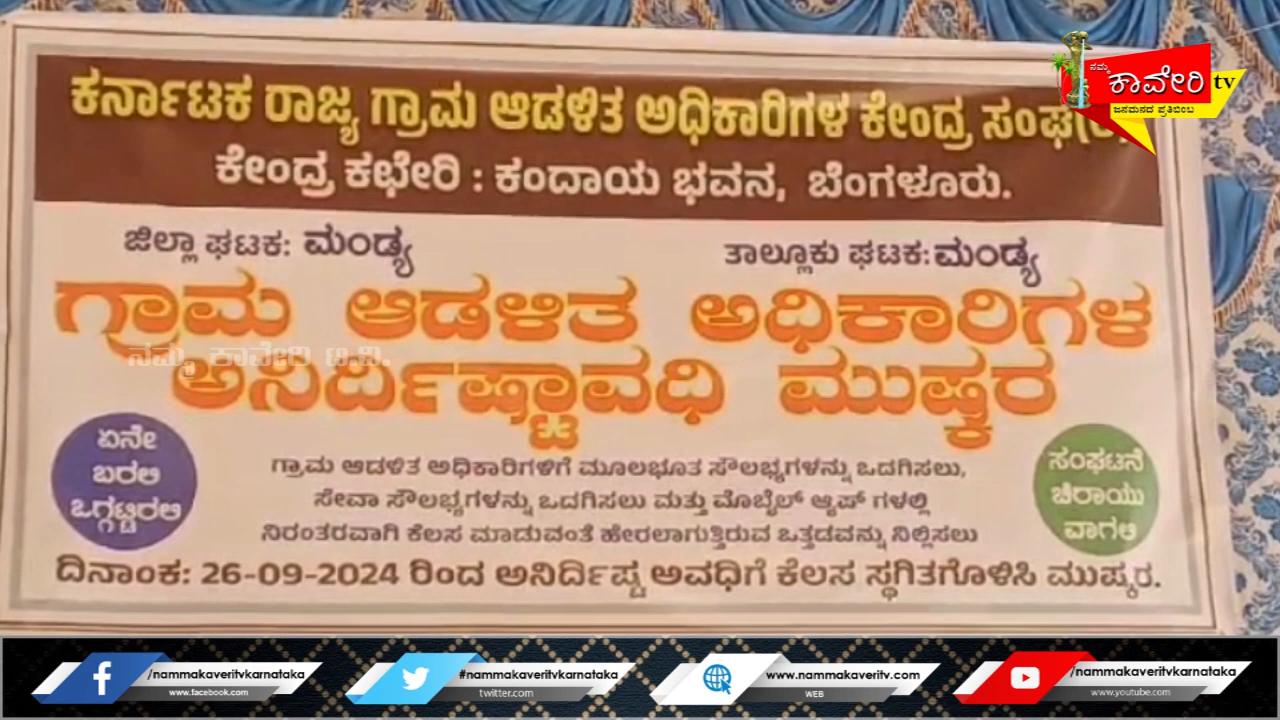 ನಮ್ಮ
ಕಾವೇರಿ tv
ಜನಮನದ ಪ್ರತಿಬಿಂಬ
ಕರ್ನಾಟಕ ರಾಜ್ಯ ಗ್ರಾಮ ಆಡಳಿತ ಅಧಿಕಾರಿಗಳ ಕೇಂದ್ರ ಸಂಘ
ಕೇಂದ್ರ ಕಛೇರಿ : ಕಂದಾಯ ಭವನ, ಬೆಂಗಳೂರು.
ಜಿಲ್ಲಾ ಘಟಕ: ಮಂಡ್ಯ ತಾಲ್ಲೂಕು ಘಟಕ: ಮಂಡ್ಯ
ಗ್ರಾಮ ಆಡಳಿತ ಅಧಿಕಾರಿಗಳ
ನಮ್ಮ ಕಾವೇರಿ ಟಿ.ವಿ.
ಅನಿರ್ದಿಷ್ಟಾವಧಿ ಮುಷ್ಕರ
ಏನೇ
ಬರಲಿ
ಒಗ್ಗಟ್ಟಿರಲಿ
ಗ್ರಾಮ ಆಡಳಿತ ಅಧಿಕಾರಿಗಳಿಗೆ ಮೂಲಭೂತ ಸೌಲಭ್ಯಗಳನ್ನು ಒದಗಿಸಲು,
ಸೇವಾ ಸೌಲಭ್ಯಗಳನ್ನು ಒದಗಿಸಲು ಮತ್ತು ಮೊಬೈಲ್ ಆ್ಯಪ್ ಗಳಲ್ಲಿ
ನಿರಂತರವಾಗಿ ಕೆಲಸ ಮಾಡುವಂತೆ ಹೇರಲಾಗುತ್ತಿರುವ ಒತ್ತಡವನ್ನು ನಿಲ್ಲಿಸಲು
ಸಂಘಟನೆ
ಚಿರಾಯು
ವಾಗಲಿ
ದಿನಾಂಕ: 26-09-2024 ರಿಂದ ಅನಿರ್ದಿಷ್ಟ ಅವಧಿಗೆ ಕೆಲಸ ಸ್ಥಗಿತಗೊಳಿಸಿ ಮುಷ್ಕರ.
/nammakaveritvkarnataka
www.facebook.com
#nammakaveritvkarnataka
twitter.com
www.nammakaveritv.com
WEB
/nammakaveritvkarnataka
www.youtube.com